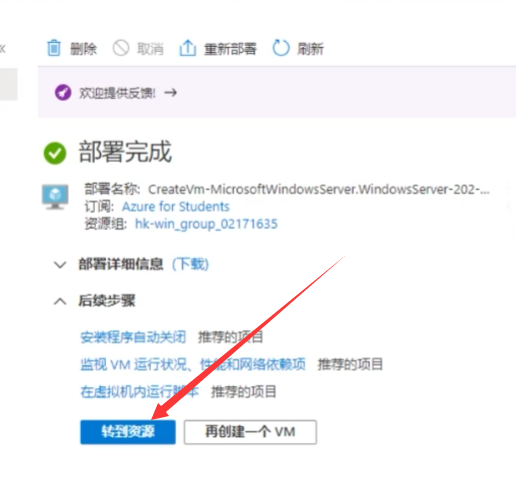 删除 取消 重新部署 刷新
欢迎提供反馈! →
部署完成
部署名称: CreateVm-MicrosoftWindowsServer.WindowsServer-202-...
订阅: Azure for Students
资源组: hk-win_group_02171635
部署详细信息 (下载)
后续步骤
安装程序自动关闭 推荐的项目
监视 VM 运行状况、性能和网络依赖项 推荐的项目
在虚拟机内运行脚本 推荐的项目
转到资源 再创建一个 VM